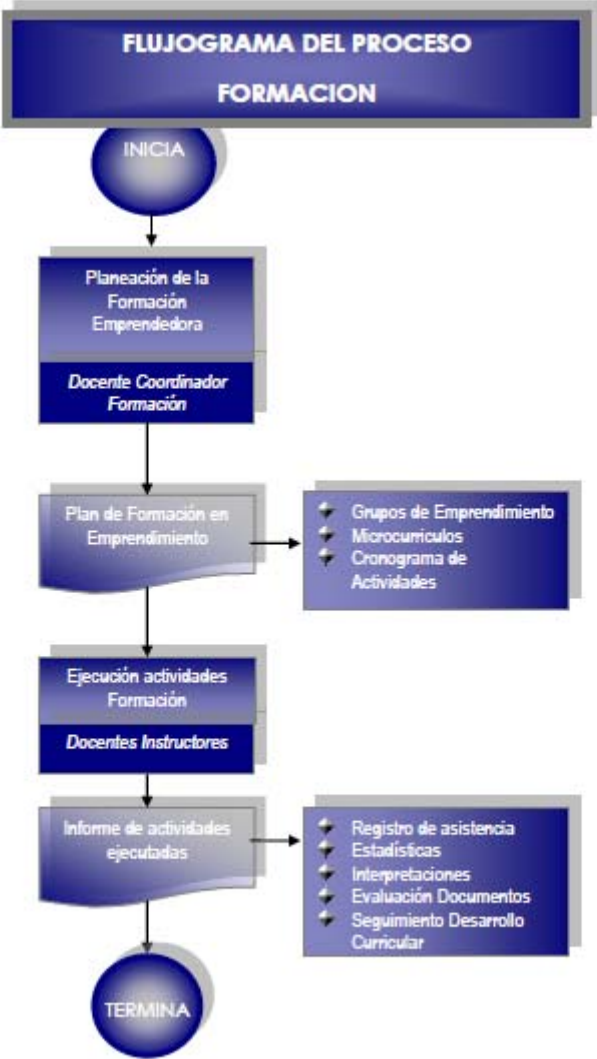 FLUJOGRAMA DEL PROCESO
FORMACION
INICIA
Planeación de la
Formación
Emprendedora
Docente Coordinador
Formación
Plan de Formación en
Emprendimiento
Grupos de Emprendimiento
Microcurriculos
Cronograma de
Actividades
Ejecución actividades
Formación
Docentes Instructores
Informe de actividades
ejecutadas
Registro de asistencia
Estadísticas
Interpretaciones
Evaluación Documentos
Seguimiento Desarrollo
Curricular
TERMINA